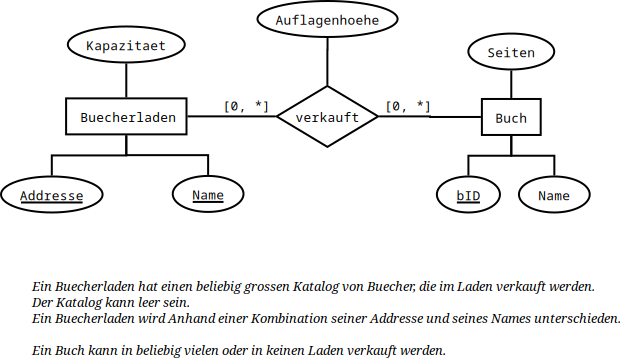 Auflagenhoehe
Kapazitaet
Seiten
[0, *]
[0, *]
Buecherladen
verkauft
Buch
Addresse
Name
bID
Name
Ein Buecherladen hat einen beliebig grossen Katalog von Buecher, die im Laden verkauft werden.
Der Katalog kann leer sein.
Ein Buecherladen wird Anhand einer Kombination seiner Addresse und seines Names unterschieden.
Ein Buch kann in beliebig vielen oder in keinen Laden verkauft werden.